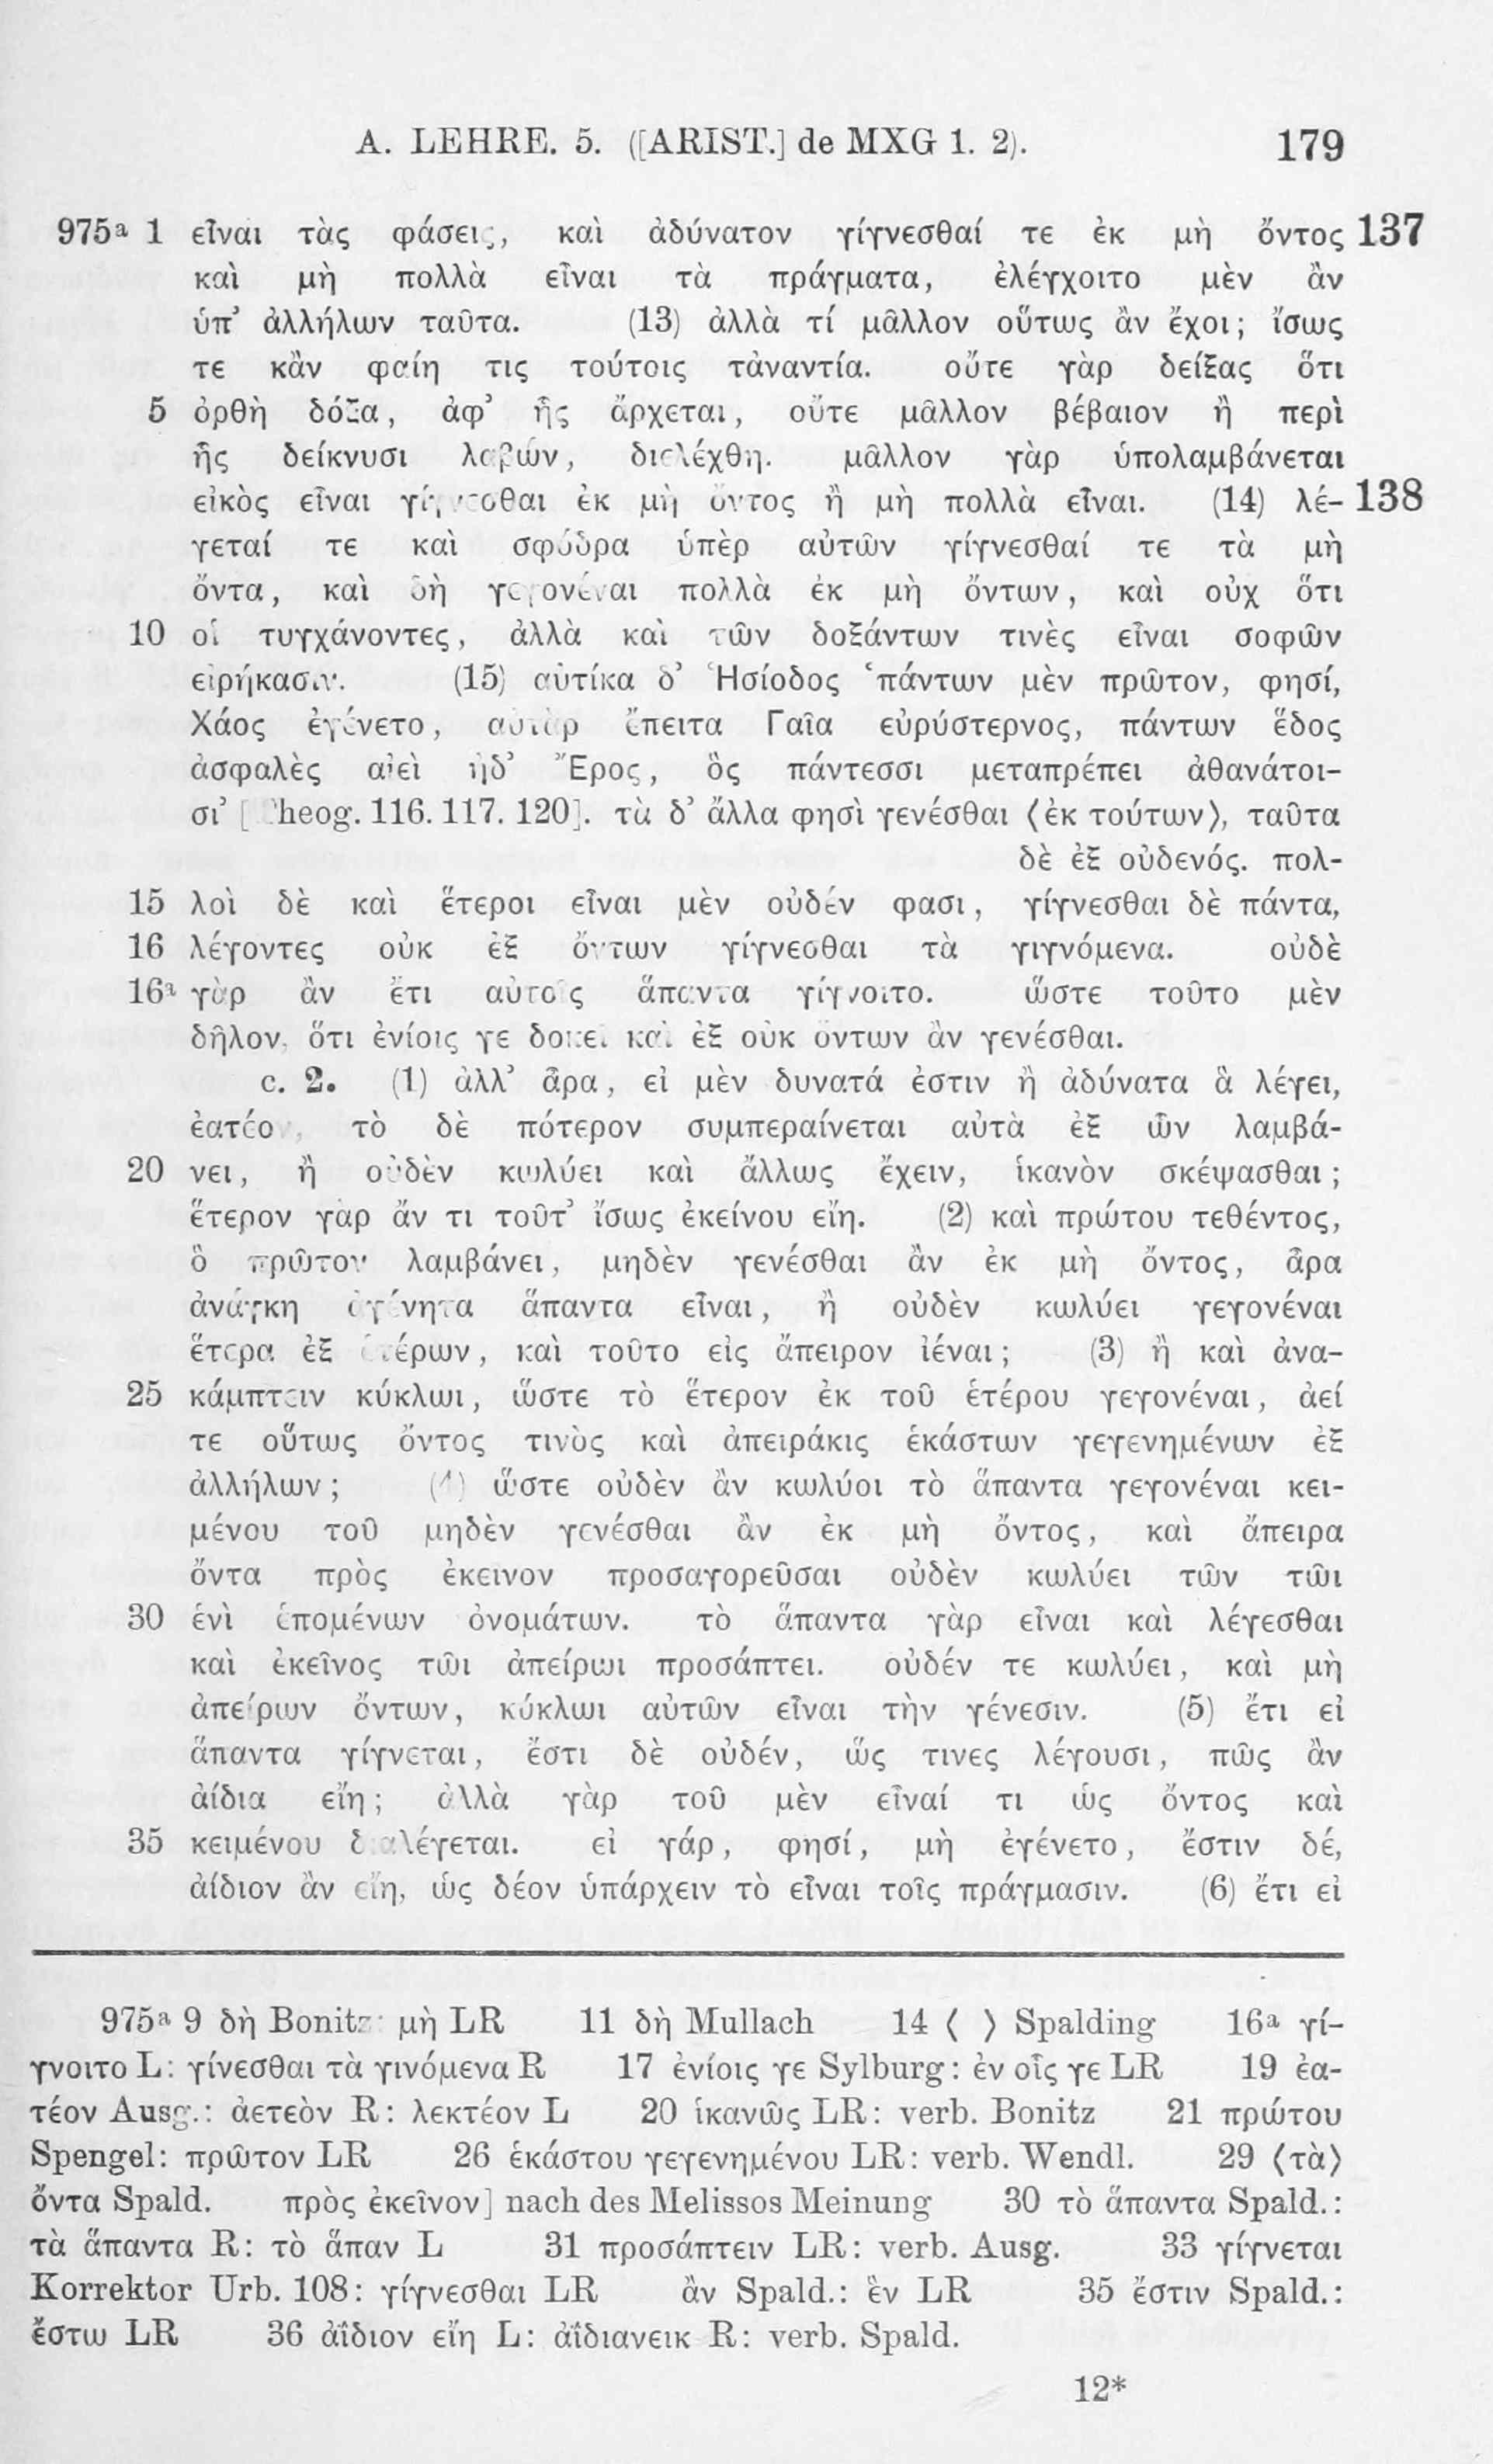 A. LEHRE. 5. ([ARIST.] de MXG 1. 2). 179
975ᵃ 1 εἶναι τὰς φάσεις, καὶ ἀδύνατον γίγνεσθαί τε ἐκ μὴ ὄντος 137
καὶ μὴ πολλὰ εἶναι τὰ πράγματα, ἐλέγχοιτο μὲν ἂν
ὑπ’ ἀλλήλων ταῦτα. (13) ἀλλὰ τί μᾶλλον οὕτως ἂν ἔχοι; ἴσως
τε κἂν φαίη τις τούτοις τἀναντία. οὔτε γὰρ δείξας ὅτι
5 ὀρθὴ δόξα, ἀφ’ ἧς ἄρχεται, οὔτε μᾶλλον βέβαιον ἢ περὶ
ἧς δείκνυσι λαβών, διελέχθη. μᾶλλον γὰρ ὑπολαμβάνεται
εἰκὸς εἶναι γίγνεσθαι ἐκ μὴ ὄντος ἢ μὴ πολλὰ εἶναι. (14) λέ- 138
γεταί τε καὶ σφόδρα ὑπὲρ αὐτῶν γίγνεσθαί τε τὰ μὴ
ὄντα, καὶ δὴ γεγονέναι πολλὰ ἐκ μὴ ὄντων, καὶ οὐχ ὅτι
10 οἱ τυγχάνοντες, ἀλλὰ καὶ τῶν δοξάντων τινὲς εἶναι σοφῶν
εἰρήκασιν. (15) αὐτίκα δ’ Ἡσίοδος ‘πάντων μὲν πρῶτον, φησί,
Χάος ἐγένετο, αὐτὰρ ἔπειτα Γαῖα εὐρύστερνος, πάντων ἕδος
ἀσφαλὲς αἰεὶ ἠδ’ Ἔρος, ὃς πάντεσσι μεταπρέπει ἀθανάτοι-
σι’ [Theog. 116. 117. 120]. τὰ δ’ ἄλλα φησὶ γενέσθαι ⟨ἐκ τούτων⟩, ταῦτα
δὲ ἐξ οὐδενός. πολ-
15 λοὶ δὲ καὶ ἕτεροι εἶναι μὲν οὐδέν φασι, γίγνεσθαι δὲ πάντα,
16 λέγοντες οὐκ ἐξ ὄντων γίγνεσθαι τὰ γιγνόμενα. οὐδὲ
16ᵃ γὰρ ἂν ἔτι αὐτοῖς ἅπαντα γίγνοιτο. ὥστε τοῦτο μὲν
δῆλον, ὅτι ἐνίοις γε δοκεῖ καὶ ἐξ οὐκ ὄντων ἂν γενέσθαι.
c. 2. (1) ἀλλ’ ἆρα, εἰ μὲν δυνατά ἐστιν ἢ ἀδύνατα ἃ λέγει,
ἐατέον, τὸ δὲ πότερον συμπεραίνεται αὐτὰ ἐξ ὧν λαμβά-
20 νει, ἢ οὐδὲν κωλύει καὶ ἄλλως ἔχειν, ἱκανὸν σκέψασθαι;
ἕτερον γὰρ ἄν τι τοῦτ’ ἴσως ἐκείνου εἴη. (2) καὶ πρώτου τεθέντος,
ὃ πρῶτον λαμβάνει, μηδὲν γενέσθαι ἂν ἐκ μὴ ὄντος, ἆρα
ἀνάγκη ἀγένητα ἅπαντα εἶναι, ἢ οὐδὲν κωλύει γεγονέναι
ἕτερα ἐξ ἑτέρων, καὶ τοῦτο εἰς ἄπειρον ἰέναι; (3) ἢ καὶ ἀνα-
25 κάμπτειν κύκλωι, ὥστε τὸ ἕτερον ἐκ τοῦ ἑτέρου γεγονέναι, ἀεί
τε οὕτως ὄντος τινὸς καὶ ἀπειράκις ἑκάστων γεγενημένων ἐξ
ἀλλήλων; (4) ὥστε οὐδὲν ἂν κωλύοι τὸ ἅπαντα γεγονέναι κει-
μένου τοῦ μηδὲν γενέσθαι ἂν ἐκ μὴ ὄντος, καὶ ἄπειρα
ὄντα πρὸς ἐκεῖνον προσαγορεῦσαι οὐδὲν κωλύει τῶν τῶι
30 ἑνὶ ἑπομένων ὀνομάτων. τὸ ἅπαντα γὰρ εἶναι καὶ λέγεσθαι
καὶ ἐκεῖνος τῶι ἀπείρωι προσάπτει. οὐδέν τε κωλύει, καὶ μὴ
ἀπείρων ὄντων, κύκλωι αὐτῶν εἶναι τὴν γένεσιν. (5) ἔτι εἰ
ἅπαντα γίγνεται, ἔστι δὲ οὐδέν, ὥς τινες λέγουσι, πῶς ἂν
ἀίδια εἴη; ἀλλὰ γὰρ τοῦ μὲν εἶναί τι ὡς ὄντος καὶ
35 κειμένου διαλέγεται. εἰ γάρ, φησί, μὴ ἐγένετο, ἔστιν δέ,
ἀίδιον ἂν εἴη, ὡς δέον ὑπάρχειν τὸ εἶναι τοῖς πράγμασιν. (6) ἔτι εἰ
975ᵃ 9 δὴ Bonitz: μὴ LR 11 δὴ Mullach 14 ⟨ ⟩ Spalding 16ᵃ γί-
γνοιτο L: γίνεσθαι τὰ γινόμενα R 17 ἐνίοις γε Sylburg: ἐν οἷς γε LR 19 ἐα-
τέον Ausg.: ἀετεὸν R: λεκτέον L 20 ἱκανῶς LR: verb. Bonitz 21 πρώτου
Spengel: πρῶτον LR 26 ἑκάστου γεγενημένου LR: verb. Wendl. 29 ⟨τὰ⟩
ὄντα Spald. πρὸς ἐκεῖνον] nach des Melissos Meinung 30 τὸ ἅπαντα Spald.:
τὰ ἅπαντα R: τὸ ἅπαν L 31 προσάπτειν LR: verb. Ausg. 33 γίγνεται
Korrektor Urb. 108: γίγνεσθαι LR ἂν Spald.: ἓν LR 35 ἔστιν Spald.:
ἔστω LR 36 ἀΐδιον εἴη L: ἀΐδιανεικ R: verb. Spald.
12*